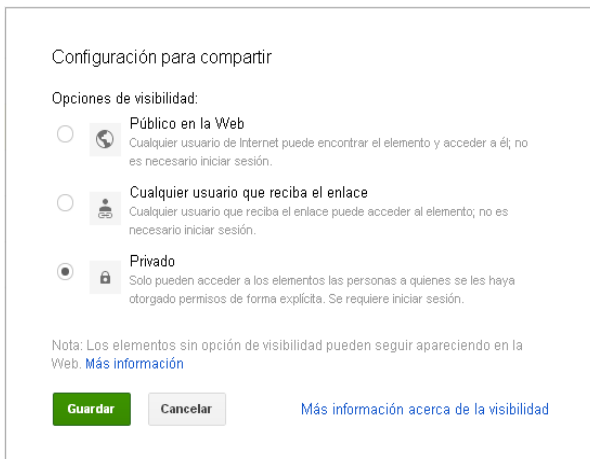 Configuración para compartir
Opciones de visibilidad:
Público en la Web
Cualquier usuario de Internet puede encontrar el elemento y acceder a él; no
es necesario iniciar sesión.
Cualquier usuario que reciba el enlace
Cualquier usuario que reciba el enlace puede acceder al elemento; no es
necesario iniciar sesión.
Privado
Solo pueden acceder a los elementos las personas a quienes se les haya
otorgado permisos de forma explícita. Se requiere iniciar sesión.
Nota: Los elementos sin opción de visibilidad pueden seguir apareciendo en la
Web. Más información
Guardar Cancelar Más información acerca de la visibilidad